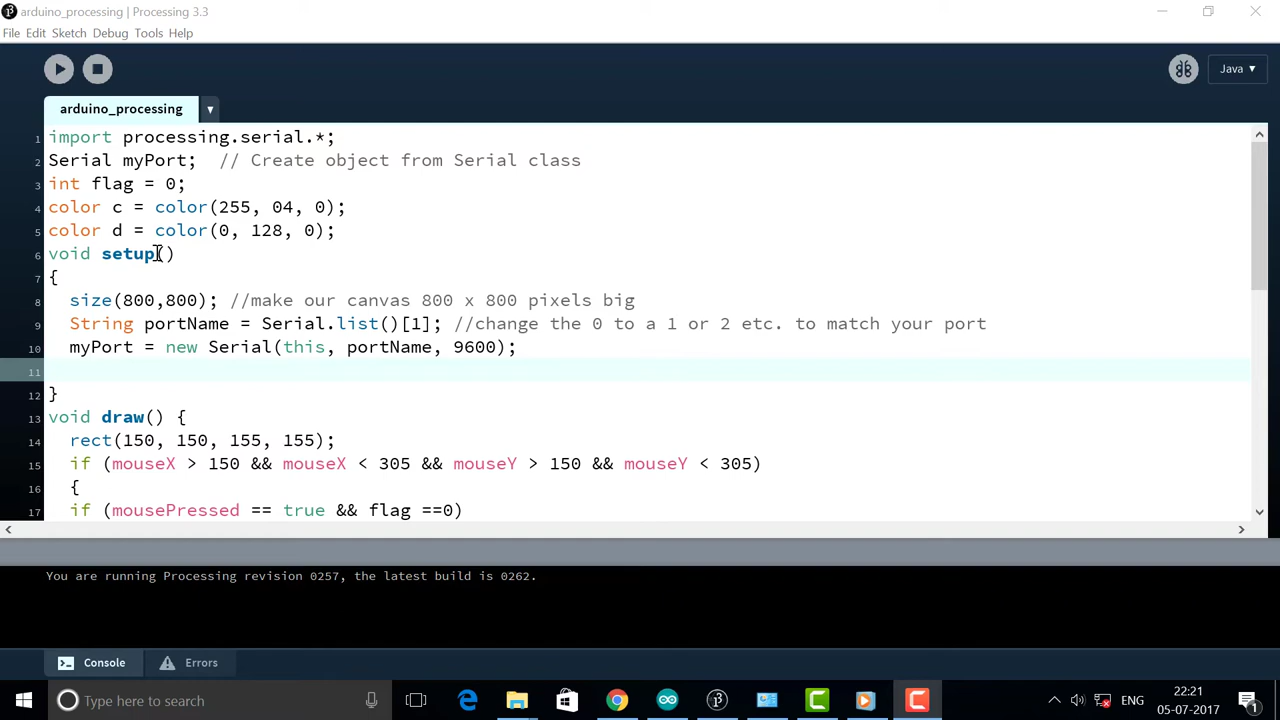 arduino_processing | Processing 3.3
File Edit Sketch Debug Tools Help
Java ▼
arduino_processing ▼
1 import processing.serial.*;
2 Serial myPort;  // Create object from Serial class
3 int flag = 0;
4 color c = color(255, 04, 0);
5 color d = color(0, 128, 0);
6 void setup()
7 {
8 size(800,800); //make our canvas 800 x 800 pixels big
9 String portName = Serial.list()[1]; //change the 0 to a 1 or 2 etc. to match your port
10 myPort = new Serial(this, portName, 9600);
11
12 }
13 void draw() {
14 rect(150, 150, 155, 155);
15 if (mouseX > 150 && mouseX < 305 && mouseY > 150 && mouseY < 305)
16 {
17 if (mousePressed == true && flag ==0)
You are running Processing revision 0257, the latest build is 0262.
Console Errors
Type here to search
ENG
22:21
05-07-2017
1